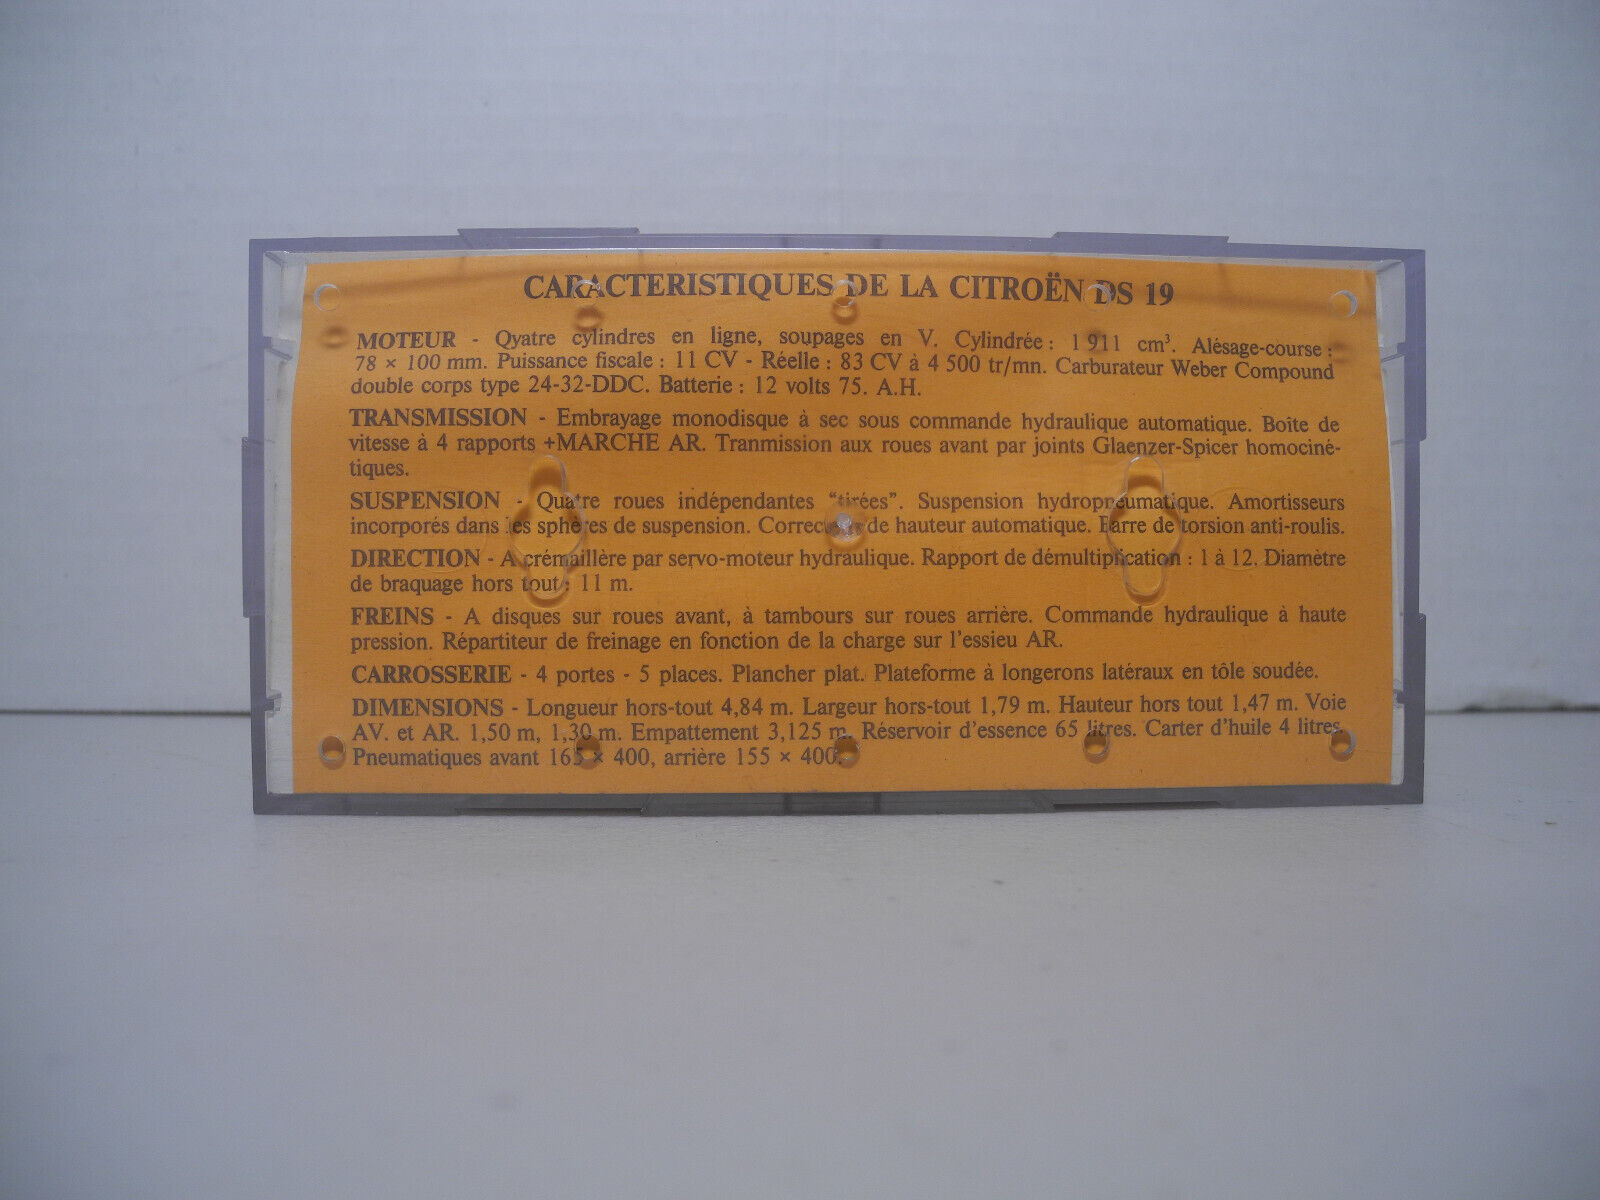 CARACTERISTIQUES DE LA CITROËN DS 19
MOTEUR - Qyatre cylindres en ligne, soupages en V. Cylindrée : 1 911 cm³. Alésage-course :
78 × 100 mm. Puissance fiscale : 11 CV - Réelle : 83 CV à 4 500 tr/mn. Carburateur Weber Compound
double corps type 24-32-DDC. Batterie : 12 volts 75. A.H.
TRANSMISSION - Embrayage monodisque à sec sous commande hydraulique automatique. Boîte de
vitesse à 4 rapports +MARCHE AR. Tranmission aux roues avant par joints Glaenzer-Spicer homociné-
tiques.
SUSPENSION - Quatre roues indépendantes “tirées”. Suspension hydropneumatique. Amortisseurs
incorporés dans les sphères de suspension. Correcteur de hauteur automatique. Barre de torsion anti-roulis.
DIRECTION - A crémaillère par servo-moteur hydraulique. Rapport de démultiplication : 1 à 12. Diamètre
de braquage hors tout : 11 m.
FREINS - A disques sur roues avant, à tambours sur roues arrière. Commande hydraulique à haute
pression. Répartiteur de freinage en fonction de la charge sur l'essieu AR.
CARROSSERIE - 4 portes - 5 places. Plancher plat. Plateforme à longerons latéraux en tôle soudée.
DIMENSIONS - Longueur hors-tout 4,84 m. Largeur hors-tout 1,79 m. Hauteur hors tout 1,47 m. Voie
AV. et AR. 1,50 m, 1,30 m. Empattement 3,125 m. Réservoir d'essence 65 litres. Carter d'huile 4 litres.
Pneumatiques avant 165 × 400, arrière 155 × 400.